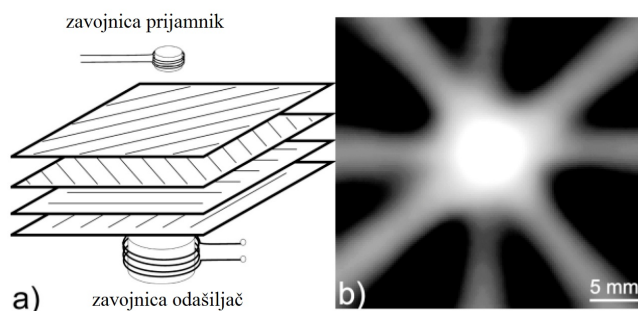 zavojnica prijamnik
a)
zavojnica odašiljač
b)
5 mm